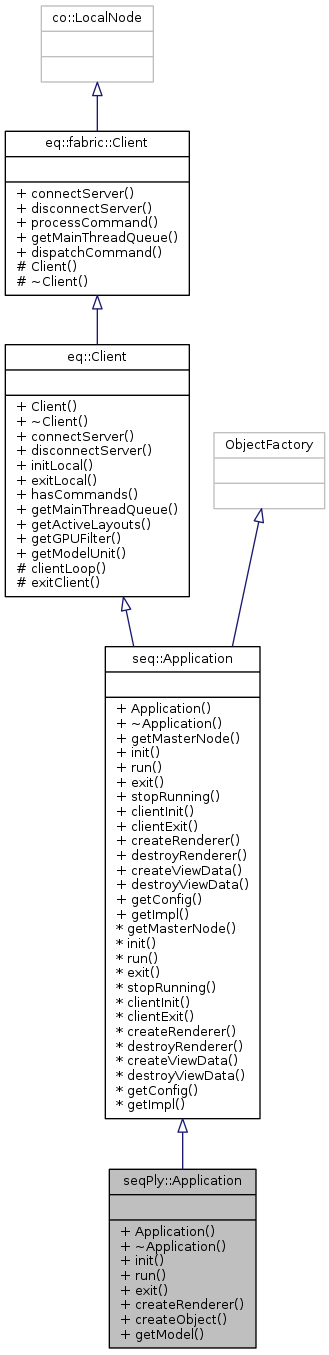 co::LocalNode
eq::fabric::Client
+ connectServer()
+ disconnectServer()
+ processCommand()
+ getMainThreadQueue()
+ dispatchCommand()
# Client()
# ~Client()
eq::Client
+ Client()
+ ~Client()
+ connectServer()
+ disconnectServer()
+ initLocal()
+ exitLocal()
+ hasCommands()
+ getMainThreadQueue()
+ getActiveLayouts()
+ getGPUFilter()
+ getModelUnit()
# clientLoop()
# exitClient()
ObjectFactory
seq::Application
+ Application()
+ ~Application()
+ getMasterNode()
+ init()
+ run()
+ exit()
+ stopRunning()
+ clientInit()
+ clientExit()
+ createRenderer()
+ destroyRenderer()
+ createViewData()
+ destroyViewData()
+ getConfig()
+ getImpl()
* getMasterNode()
* init()
* run()
* exit()
* stopRunning()
* clientInit()
* clientExit()
* createRenderer()
* destroyRenderer()
* createViewData()
* destroyViewData()
* getConfig()
* getImpl()
seqPly::Application
+ Application()
+ ~Application()
+ init()
+ run()
+ exit()
+ createRenderer()
+ createObject()
+ getModel()